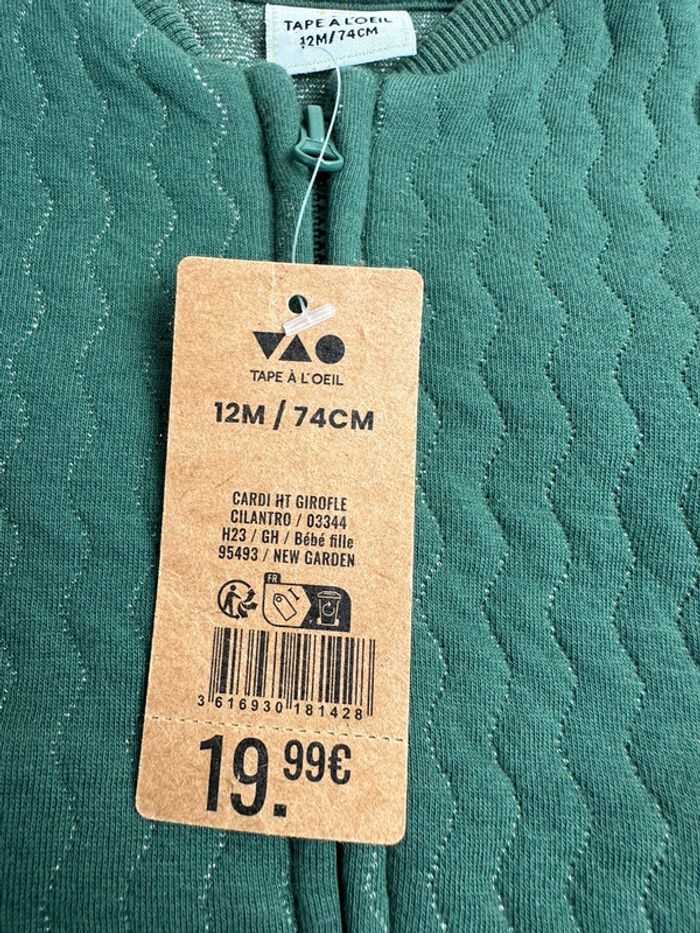 TAPE À L'OEIL
12M/74CM
TAPE À L'OEIL
12M / 74CM
CARDI HT GIROFLE
CILANTRO / 03344
H23 / GH / Bébé fille
95493 / NEW GARDEN
FR
3 616930 181428
19.99€